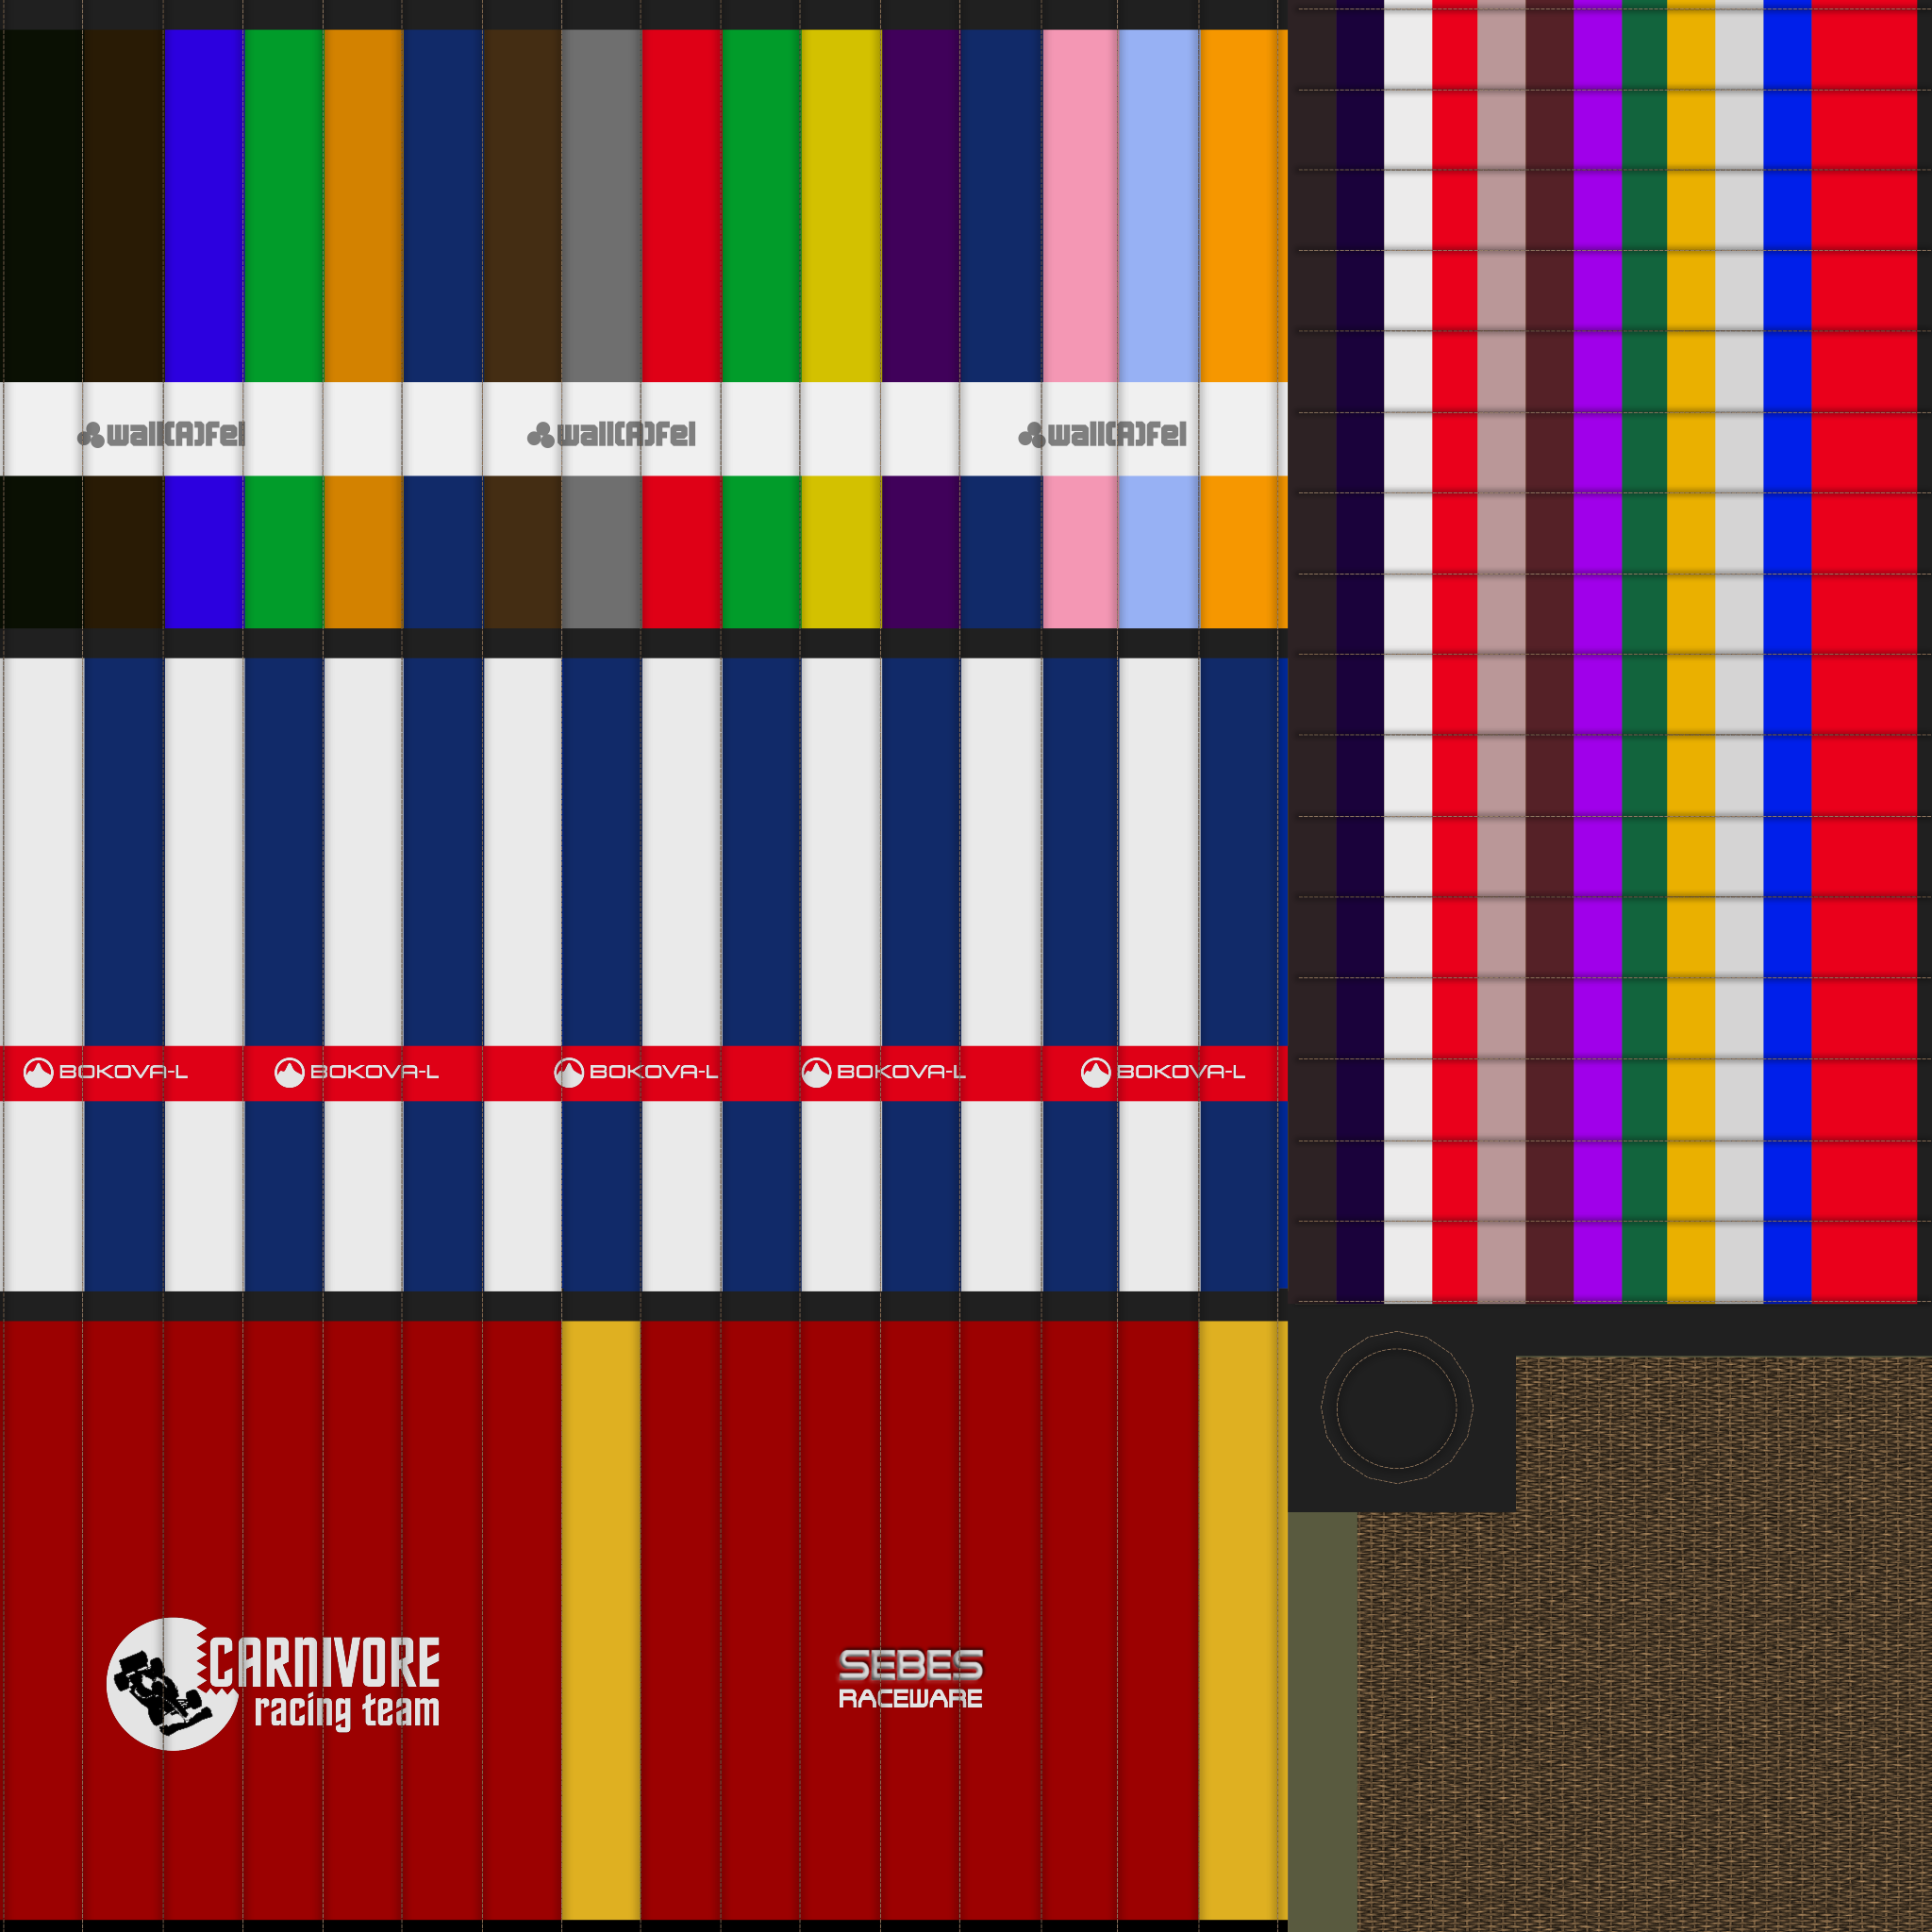 wall(A)Fel wall(A)Fel wall(A)Fel
BOKOVA-L BOKOVA-L BOKOVA-L BOKOVA-L BOKOVA-L
CARNIVORE
racing team
SEBES
RACEWARE